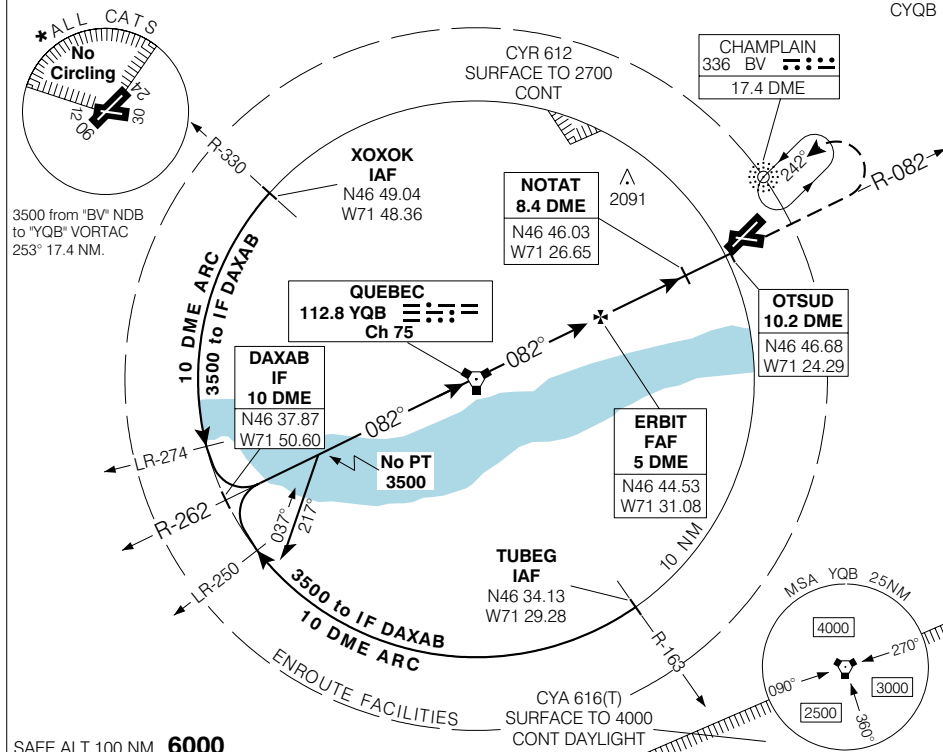 CYQB
*ALL CATS
No
Circling
24
30
12
06
3500 from "BV" NDB
to "YQB" VORTAC
253° 17.4 NM.
CYR 612
SURFACE TO 2700
CONT
CHAMPLAIN
336 BV
17.4 DME
R-330
XOXOK
IAF
N46 49.04
W71 48.36
NOTAT
8.4 DME
N46 46.03
W71 26.65
2091
242°
R-082
10 DME ARC
3500 to IF DAXAB
QUEBEC
112.8 YQB
Ch 75
082°
OTSUD
10.2 DME
N46 46.68
W71 24.29
DAXAB
IF
10 DME
N46 37.87
W71 50.60
082°
ERBIT
FAF
5 DME
N46 44.53
W71 31.08
LR-274
No PT
3500
R-262
037°
217°
LR-250
10 NM
TUBEG
IAF
N46 34.13
W71 29.28
3500 to IF DAXAB
10 DME ARC
R-163
MSA YQB 25NM
4000
270°
090°
3000
2500
360°
ENROUTE FACILITIES
CYA 616(T)
SURFACE TO 4000
CONT DAYLIGHT
SAFE ALT 100 NM 6000